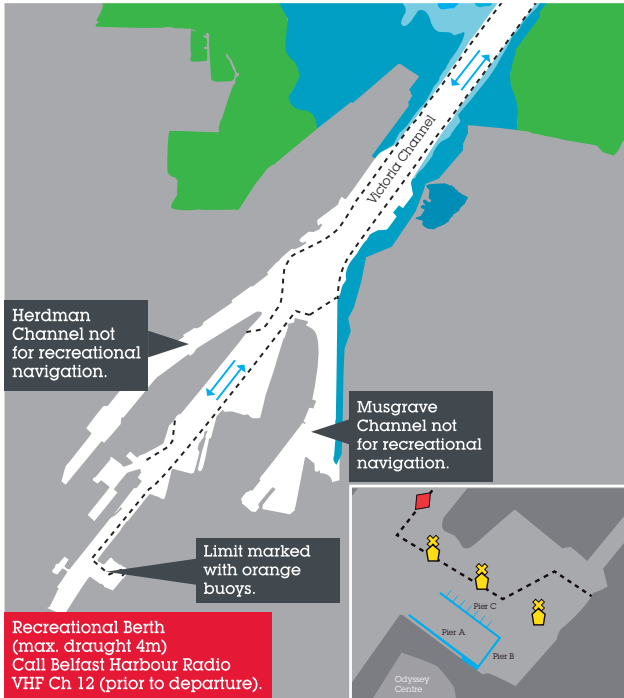 Victoria Channel
Herdman
Channel not
for recreational
navigation.
Musgrave
Channel not
for recreational
navigation.
Limit marked
with orange
buoys.
Recreational Berth
(max. draught 4m)
Call Belfast Harbour Radio
VHF Ch 12 (prior to departure).
Pier C
Pier A
Pier B
Odyssey
Centre